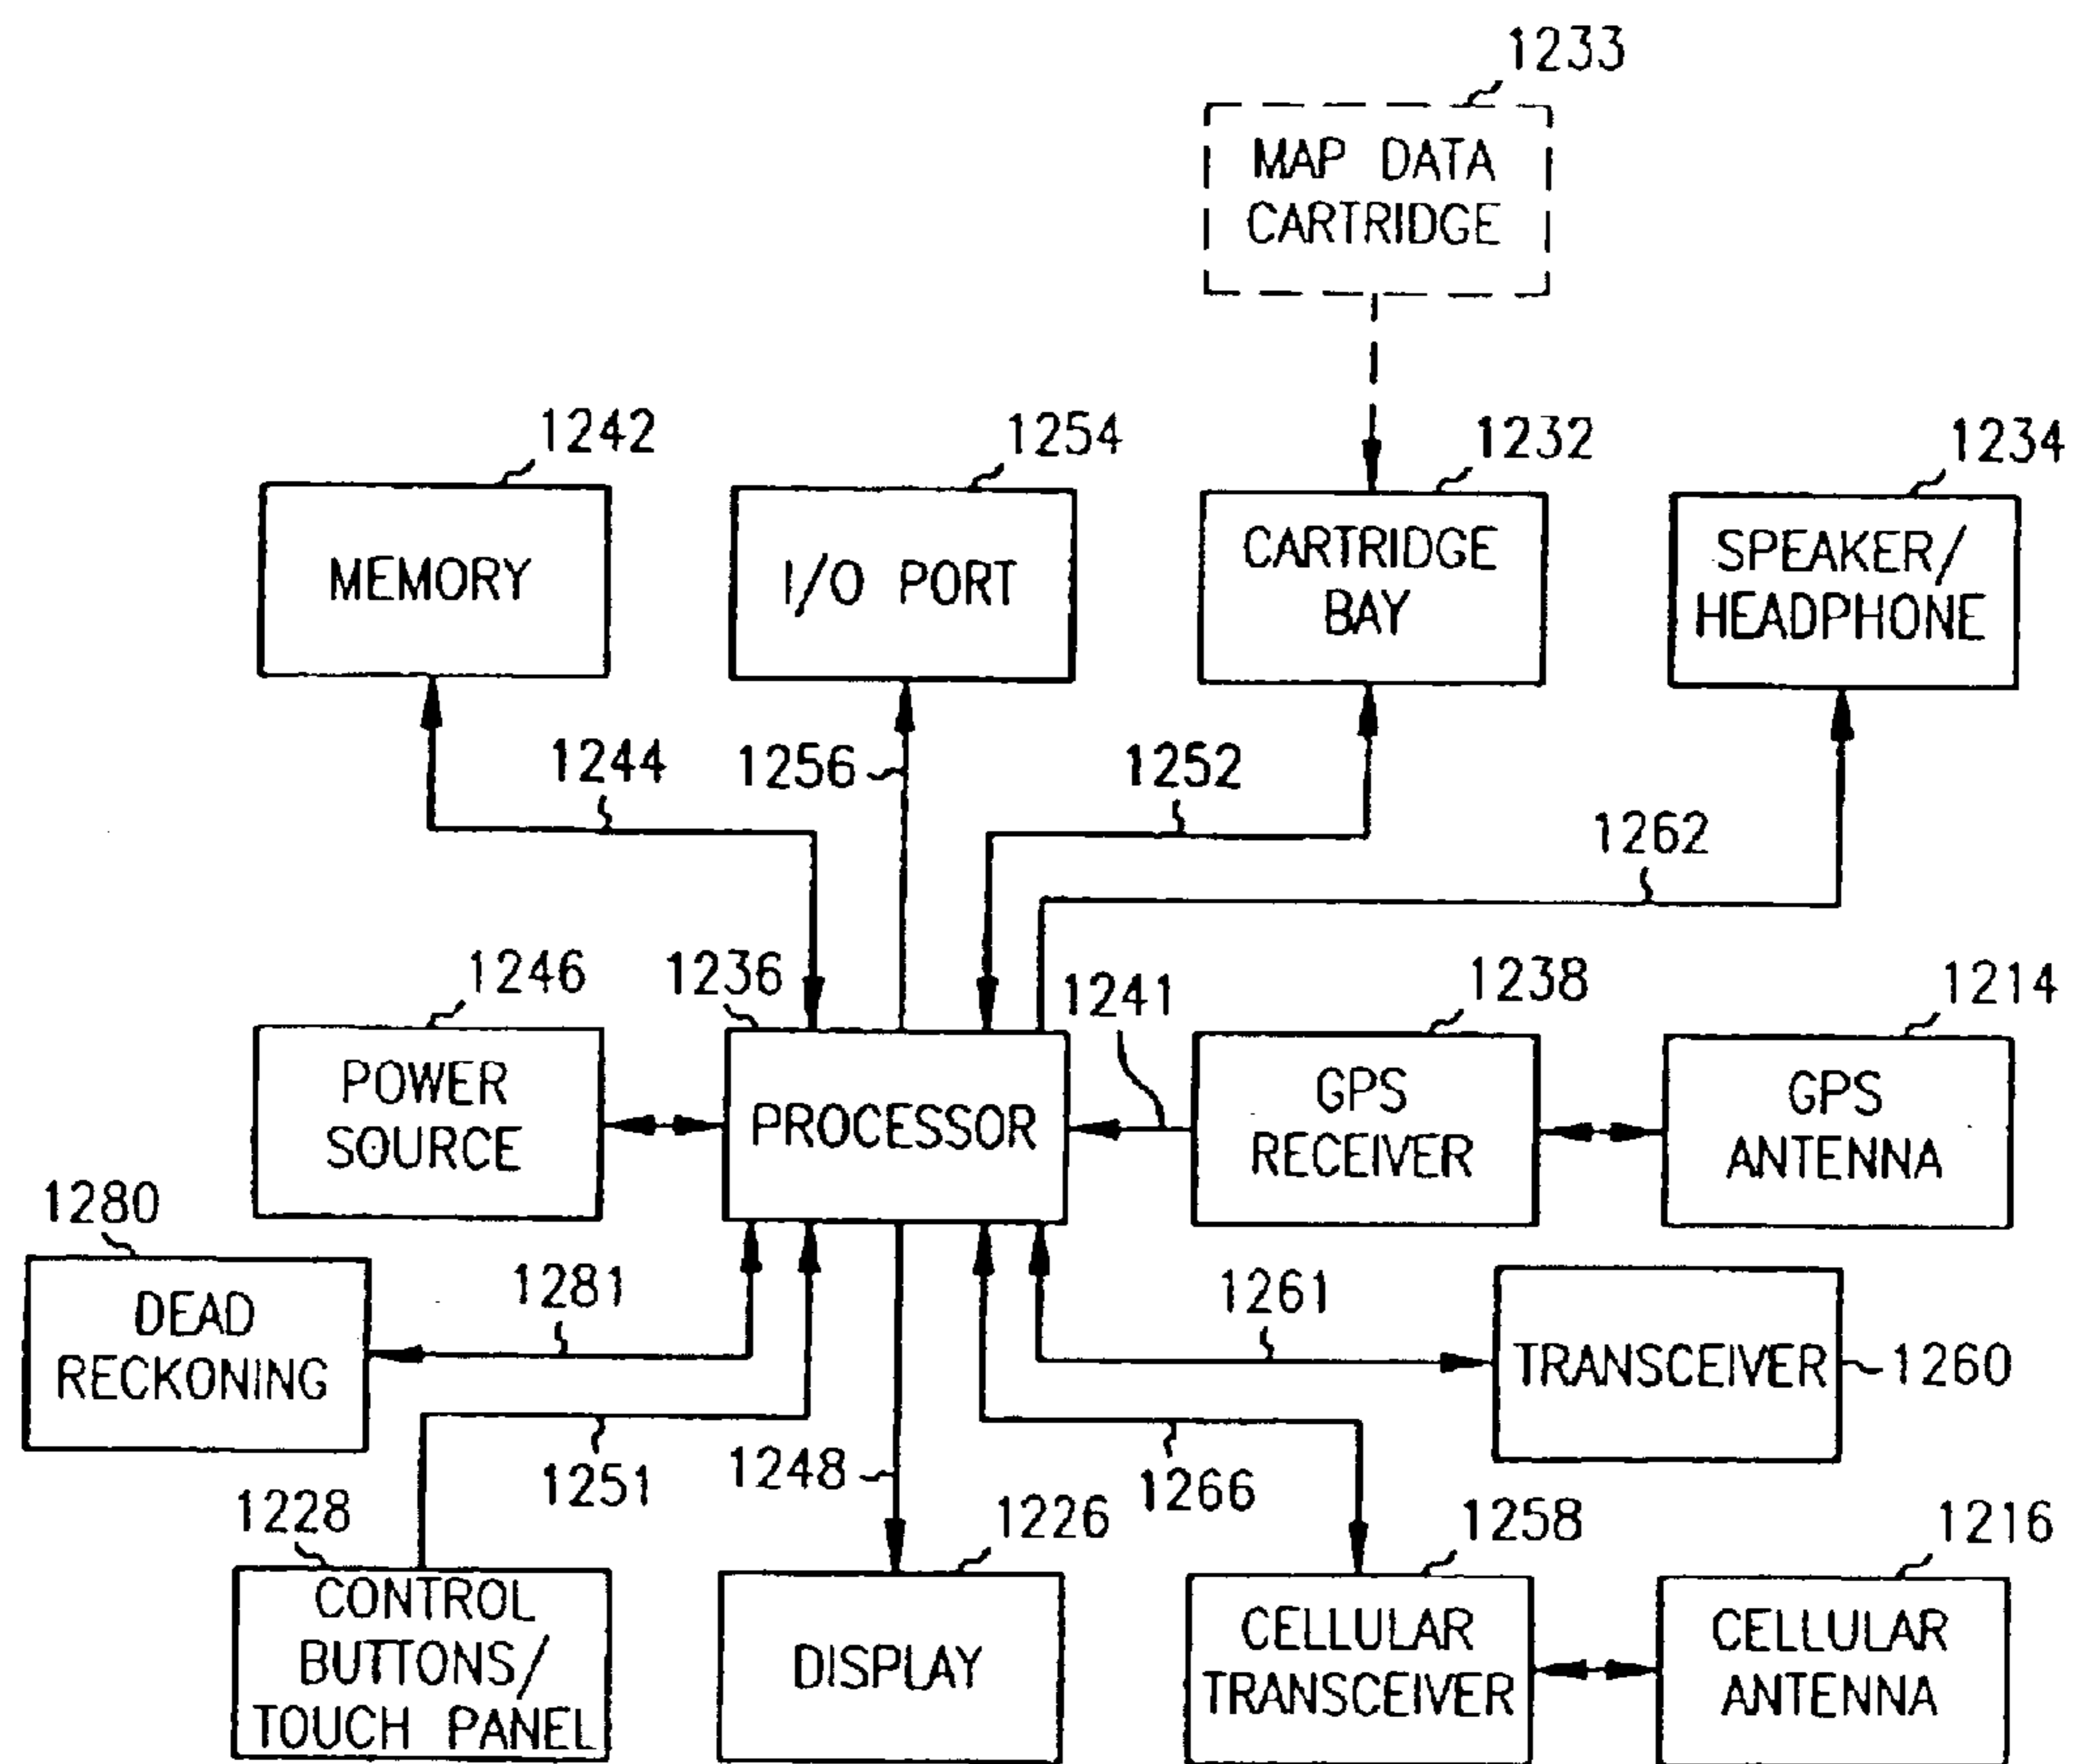 1233
MAP DATA
CARTRIDGE
1242
1254
1232
1234
MEMORY
I/O PORT
CARTRIDGE
BAY
SPEAKER/
HEADPHONE
1244
1256
1252
1262
1246
1236
1241
1238
1214
POWER
SOURCE
PROCESSOR
GPS
RECEIVER
GPS
ANTENNA
1280
1281
1261
DEAD
RECKONING
TRANSCEIVER
1260
1251
1248
1266
1228
1226
1258
1216
CONTROL
BUTTONS/
TOUCH PANEL
DISPLAY
CELLULAR
TRANSCEIVER
CELLULAR
ANTENNA